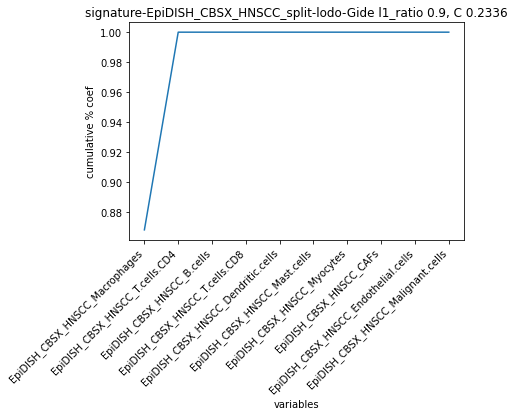 signature-EpiDISH_CBSX_HNSCC_split-lodo-Gide l1_ratio 0.9, C 0.2336
1.00
0.98
0.96
0.94
0.92
0.90
0.88
cumulative % coef
EpiDISH_CBSX_HNSCC_Macrophages
EpiDISH_CBSX_HNSCC_T.cells.CD4
EpiDISH_CBSX_HNSCC_B.cells
EpiDISH_CBSX_HNSCC_T.cells.CD8
EpiDISH_CBSX_HNSCC_Dendritic.cells
EpiDISH_CBSX_HNSCC_Mast.cells
EpiDISH_CBSX_HNSCC_Myocytes
EpiDISH_CBSX_HNSCC_CAFs
EpiDISH_CBSX_HNSCC_Endothelial.cells
EpiDISH_CBSX_HNSCC_Malignant.cells
variables